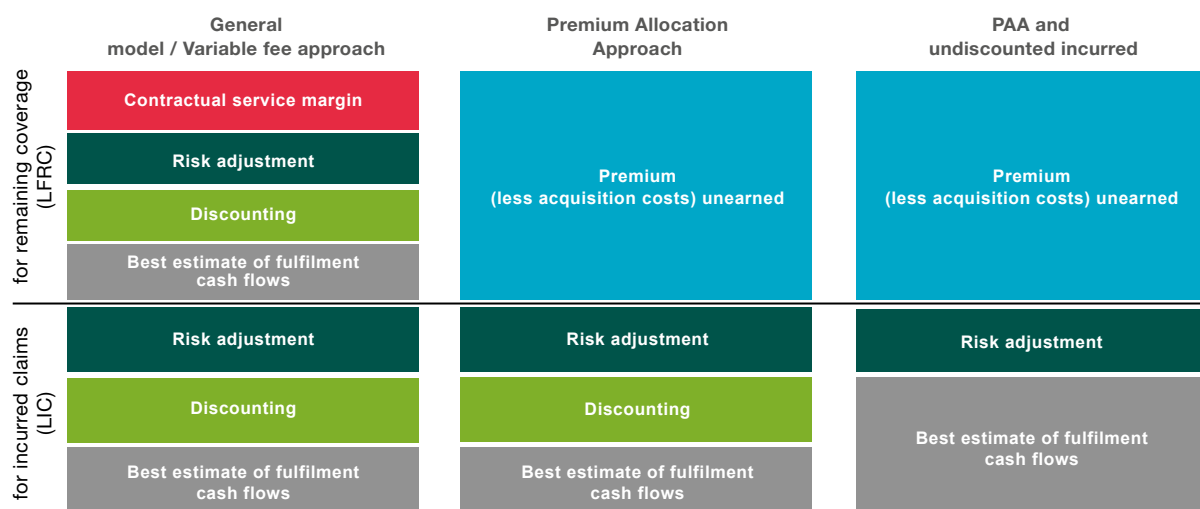 General
model / Variable fee approach
Premium Allocation
Approach
PAA and
undiscounted incurred
for remaining coverage
(LFRC)
Contractual service margin
Risk adjustment
Discounting
Best estimate of fulfilment
cash flows
Premium
(less acquisition costs) unearned
Premium
(less acquisition costs) unearned
for incurred claims
(LIC)
Risk adjustment
Discounting
Best estimate of fulfilment
cash flows
Risk adjustment
Discounting
Best estimate of fulfilment
cash flows
Risk adjustment
Best estimate of fulfilment
cash flows